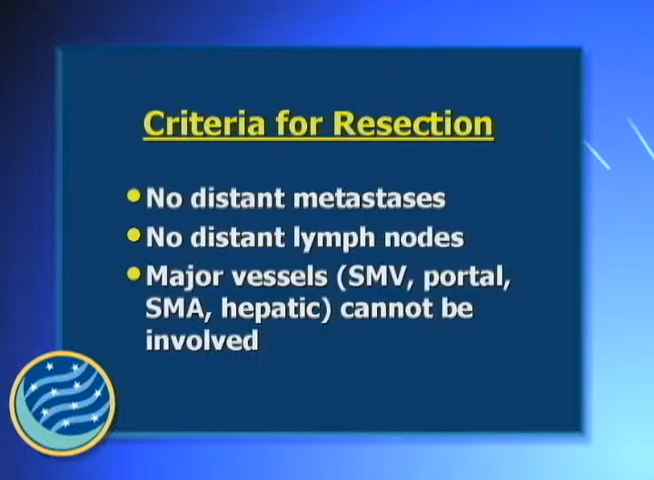 Criteria for Resection
No distant metastases
No distant lymph nodes
Major vessels (SMV, portal,
SMA, hepatic) cannot be
involved